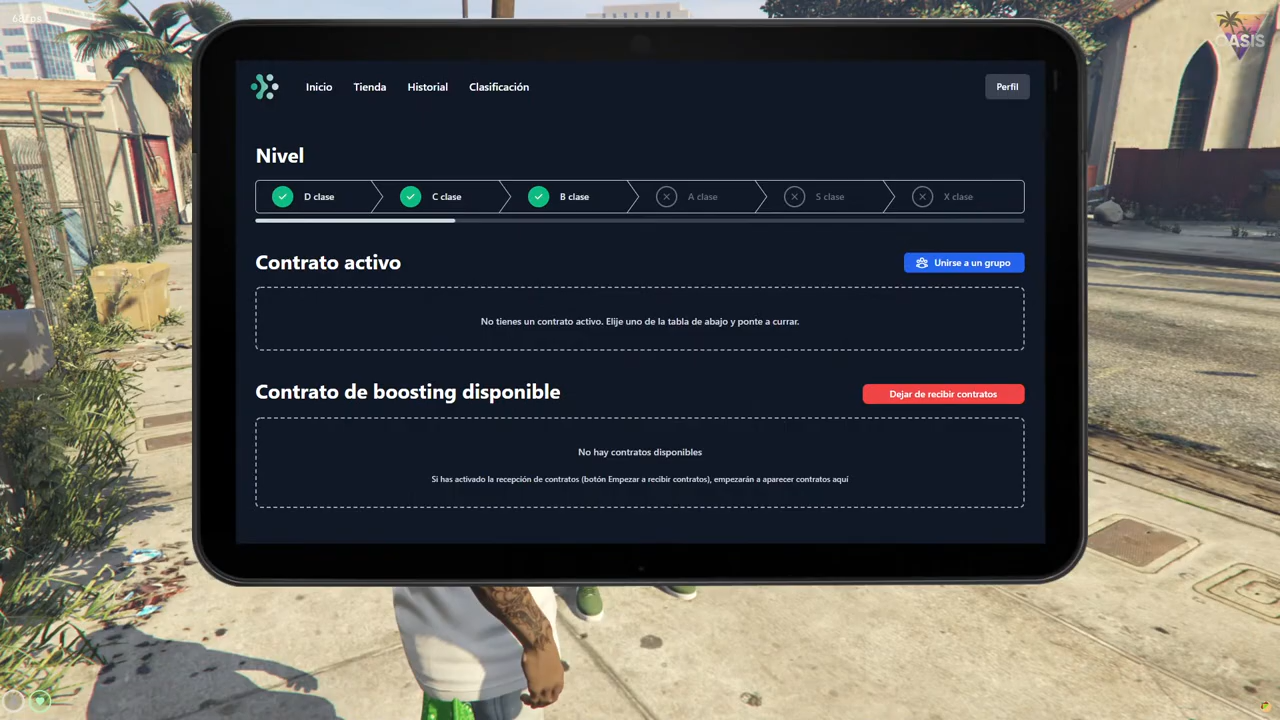 68fps
OASIS
Inicio
Tienda
Historial
Clasificación
Perfil
Nivel
D clase
C clase
B clase
A clase
S clase
X clase
Contrato activo
Unirse a un grupo
No tienes un contrato activo. Elije uno de la tabla de abajo y ponte a currar.
Contrato de boosting disponible
Dejar de recibir contratos
No hay contratos disponibles
Si has activado la recepción de contratos (botón Empezar a recibir contratos), empezarán a aparecer contratos aquí